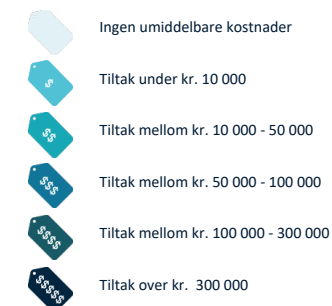 Ingen umiddelbare kostnader
$
Tiltak under kr. 10 000
$$
Tiltak mellom kr. 10 000 - 50 000
$$$
Tiltak mellom kr. 50 000 - 100 000
$$$$
Tiltak mellom kr. 100 000 - 300 000
$$$$$
Tiltak over kr. 300 000